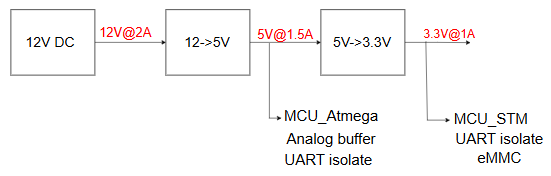 12V DC
12V@2A
12->5V
5V@1.5A
5V->3.3V
3.3V@1A
MCU_Atmega
Analog buffer
UART isolate
MCU_STM
UART isolate
eMMC